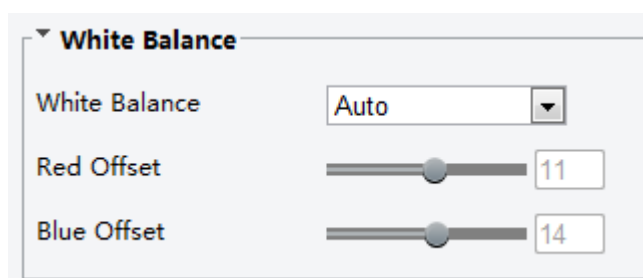 White Balance
White Balance Auto
Red Offset 11
Blue Offset 14